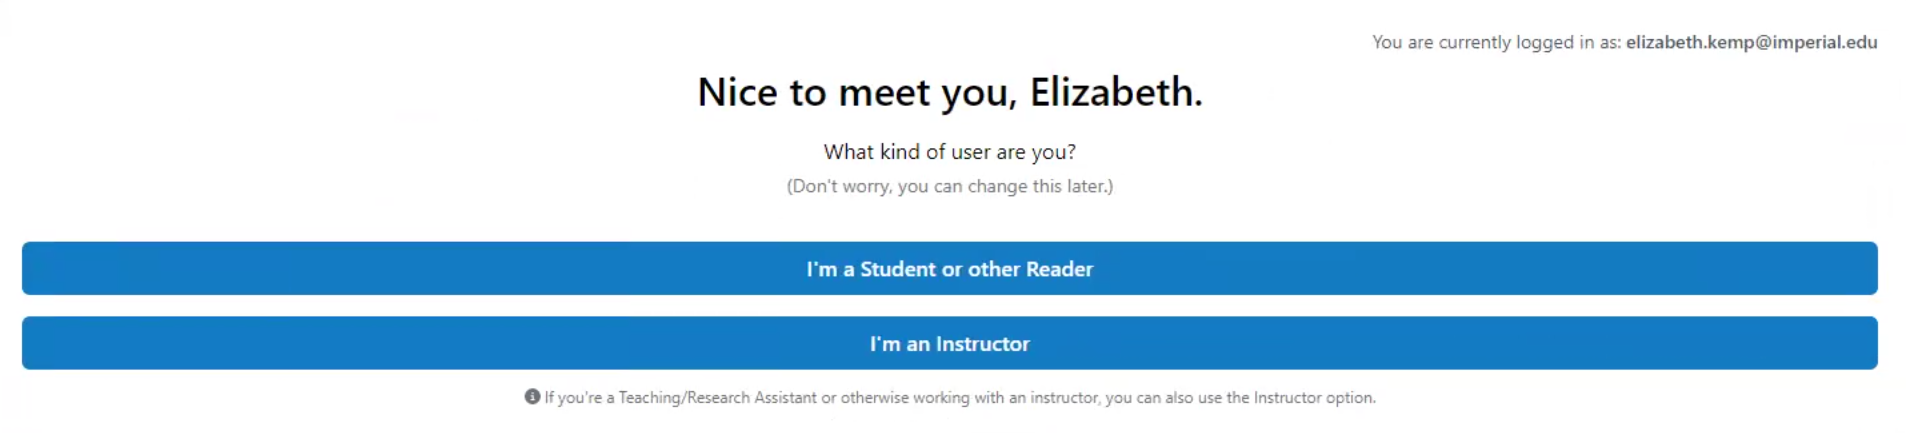 You are currently logged in as: elizabeth.kemp@imperial.edu
Nice to meet you, Elizabeth.
What kind of user are you?
(Don't worry, you can change this later.)
I'm a Student or other Reader
I'm an Instructor
If you're a Teaching/Research Assistant or otherwise working with an instructor, you can also use the Instructor option.